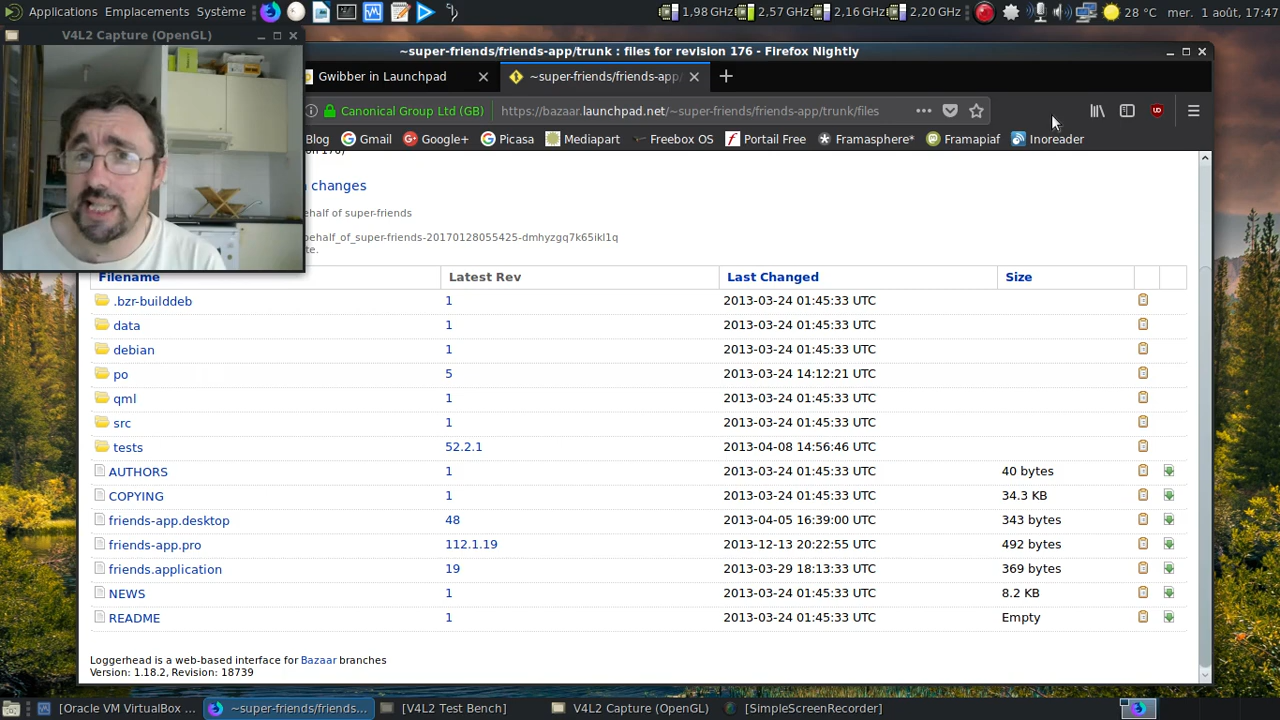 Applications Emplacements Système 1,98 GHz 2,57 GHz 2,16 GHz 2,20 GHz 28 °C mer. 1 août, 17:47
V4L2 Capture (OpenGL)
~super-friends/friends-app/trunk : files for revision 176 - Firefox Nightly
Gwibber in Launchpad ~super-friends/friends-app/
Canonical Group Ltd (GB) https://bazaar.launchpad.net/~super-friends/friends-app/trunk/files
Blog Gmail Google+ Picasa Mediapart Freebox OS Portail Free Framasphere* Framapiaf Inoreader
changes
ehalf of super-friends
behalf_of_super-friends-20170128055425-dmhyzgq7k65ikl1q
te.
Filename Latest Rev Last Changed Size
.bzr-builddeb 1 2013-03-24 01:45:33 UTC
data 1 2013-03-24 01:45:33 UTC
debian 1 2013-03-24 01:45:33 UTC
po 5 2013-03-24 14:12:21 UTC
qml 1 2013-03-24 01:45:33 UTC
src 1 2013-03-24 01:45:33 UTC
tests 52.2.1 2013-04-08 14:56:46 UTC
AUTHORS 1 2013-03-24 01:45:33 UTC 40 bytes
COPYING 1 2013-03-24 01:45:33 UTC 34.3 KB
friends-app.desktop 48 2013-04-05 16:39:00 UTC 343 bytes
friends-app.pro 112.1.19 2013-12-13 20:22:55 UTC 492 bytes
friends.application 19 2013-03-29 18:13:33 UTC 369 bytes
NEWS 1 2013-03-24 01:45:33 UTC 8.2 KB
README 1 2013-03-24 01:45:33 UTC Empty
Loggerhead is a web-based interface for Bazaar branches
Version: 1.18.2, Revision: 18739
[Oracle VM VirtualBox ... ~super-friends/friends... [V4L2 Test Bench] V4L2 Capture (OpenGL) [SimpleScreenRecorder]